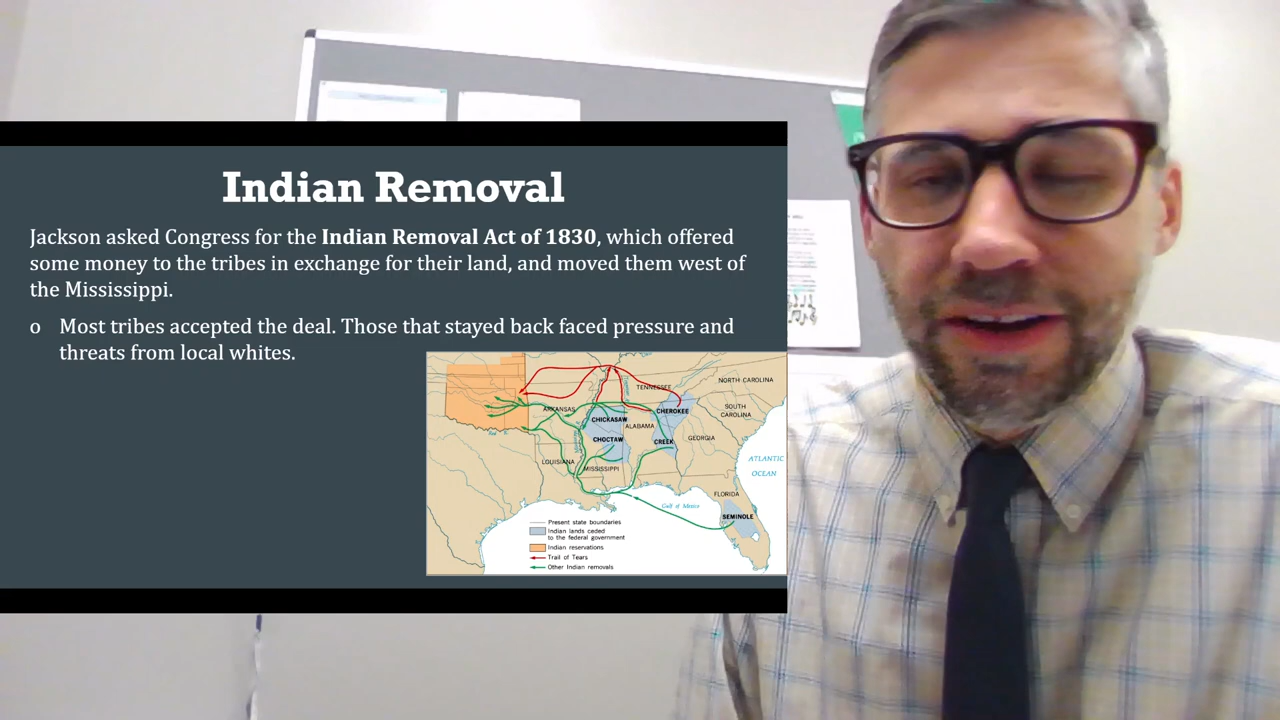 Indian Removal
Jackson asked Congress for the Indian Removal Act of 1830, which offered
some money to the tribes in exchange for their land, and moved them west of
the Mississippi.
o Most tribes accepted the deal. Those that stayed back faced pressure and
threats from local whites.
TENNESSEE
NORTH CAROLINA
ARKANSAS
CHICKASAW
CHEROKEE
SOUTH
CAROLINA
ALABAMA
CHOCTAW
CREEK
GEORGIA
LOUISIANA
MISSISSIPPI
ATLANTIC
OCEAN
FLORIDA
Gulf of Mexico
SEMINOLE
Present state boundaries
Indian lands ceded
to the federal government
Indian reservations
Trail of Tears
Other Indian removals